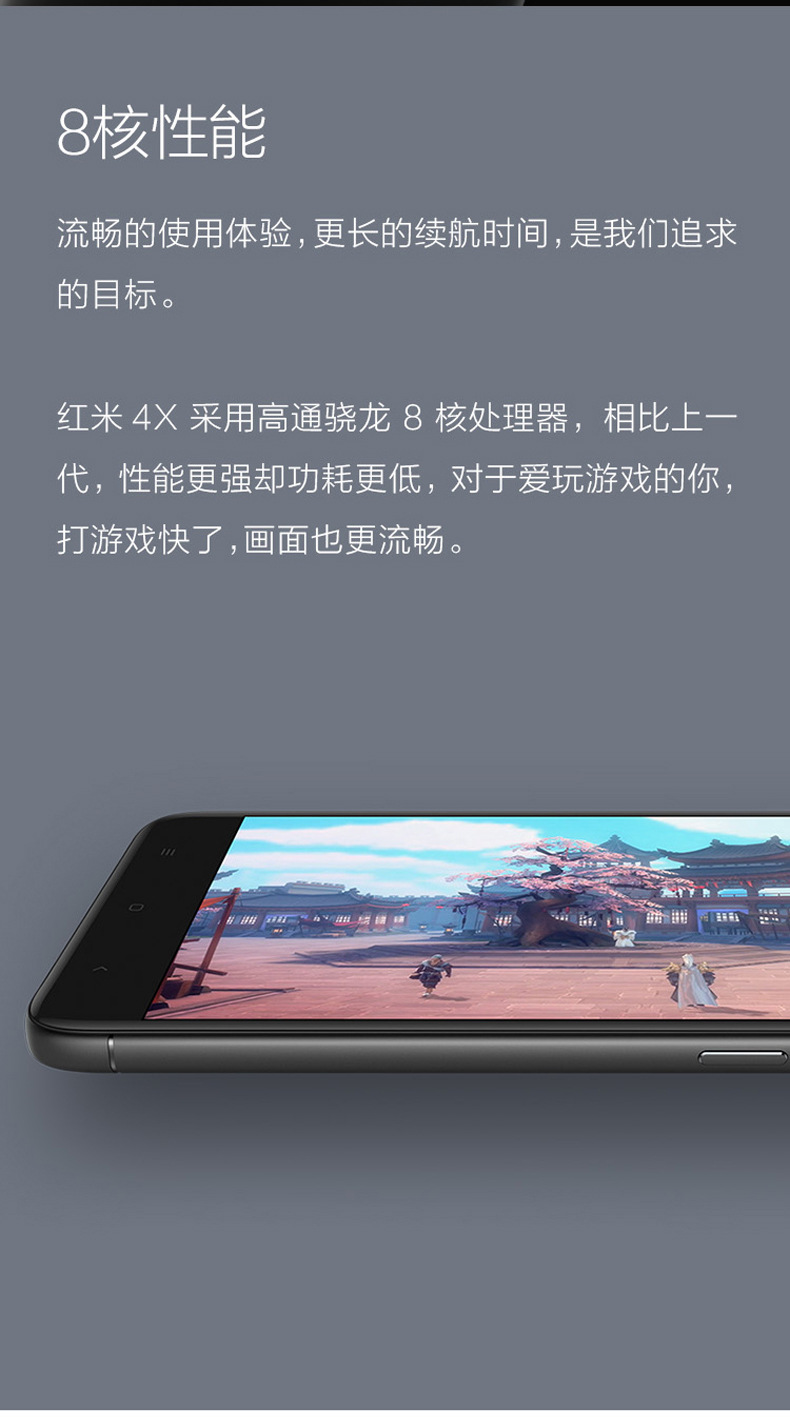 8核性能
流畅的使用体验,更长的续航时间,是我们追求
的目标。
红米 4X 采用高通骁龙 8 核处理器，相比上一
代，性能更强却功耗更低，对于爱玩游戏的你，
打游戏快了,画面也更流畅。